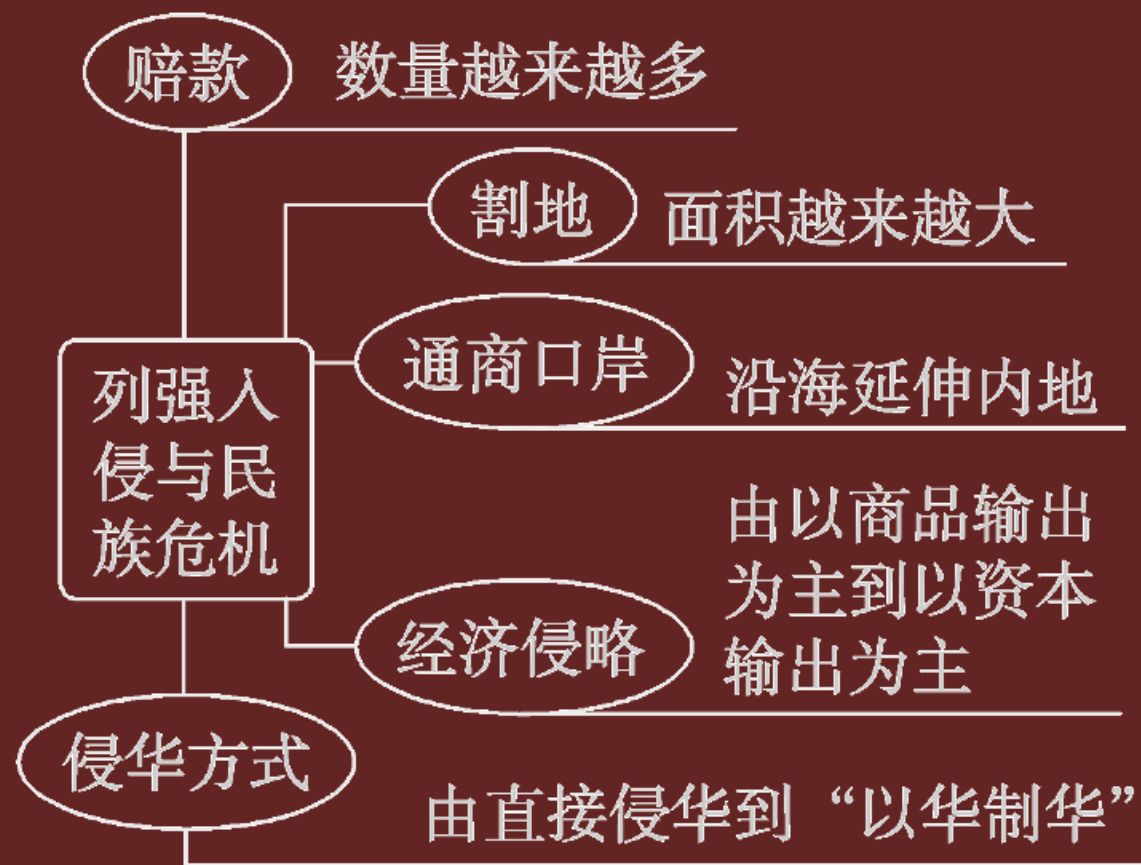 赔款
数量越来越多
割地
面积越来越大
通商口岸
沿海延伸内地
列强入
侵与民
族危机
由以商品输出
为主到以资本
输出为主
经济侵略
侵华方式
由直接侵华到“以华制华”